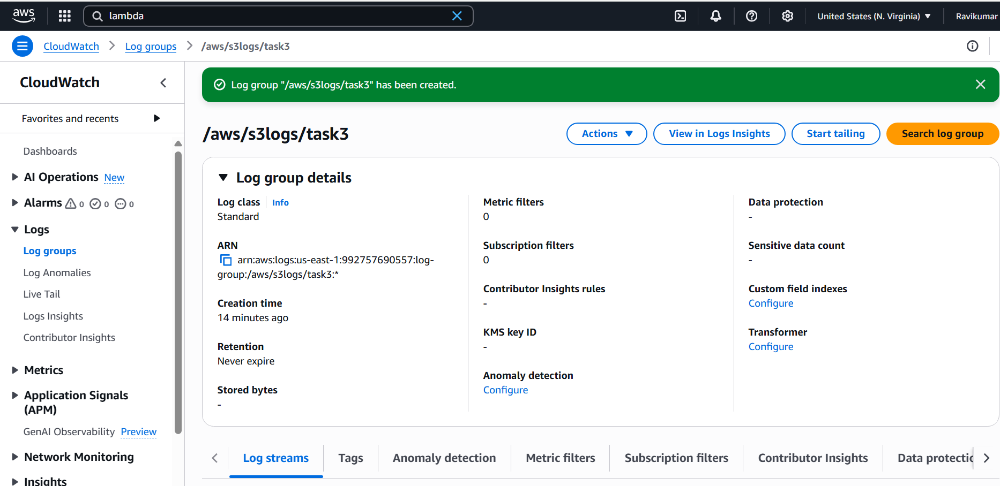 aws
lambda
United States (N. Virginia)
Ravikumar
CloudWatch
Log groups
/aws/s3logs/task3
CloudWatch
Favorites and recents
Dashboards
AI Operations New
Alarms 0 0 0
Logs
Log groups
Log Anomalies
Live Tail
Logs Insights
Contributor Insights
Metrics
Application Signals
(APM)
GenAI Observability Preview
Network Monitoring
Insights
Log group "/aws/s3logs/task3" has been created.
/aws/s3logs/task3
Actions
View in Logs Insights
Start tailing
Search log group
Log group details
Log class Info
Standard
ARN
arn:aws:logs:us-east-1:992757690557:log-
group:/aws/s3logs/task3:*
Creation time
14 minutes ago
Retention
Never expire
Stored bytes
-
Metric filters
0
Subscription filters
0
Contributor Insights rules
-
KMS key ID
-
Anomaly detection
Configure
Data protection
-
Sensitive data count
-
Custom field indexes
Configure
Transformer
Configure
Log streams
Tags
Anomaly detection
Metric filters
Subscription filters
Contributor Insights
Data protectic